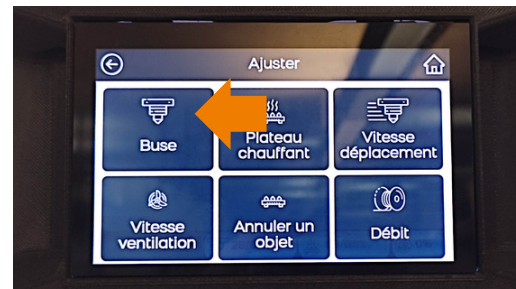 Ajuster
Buse
Plateau
chauffant
Vitesse
déplacement
Vitesse
ventilation
Annuler un
objet
Débit